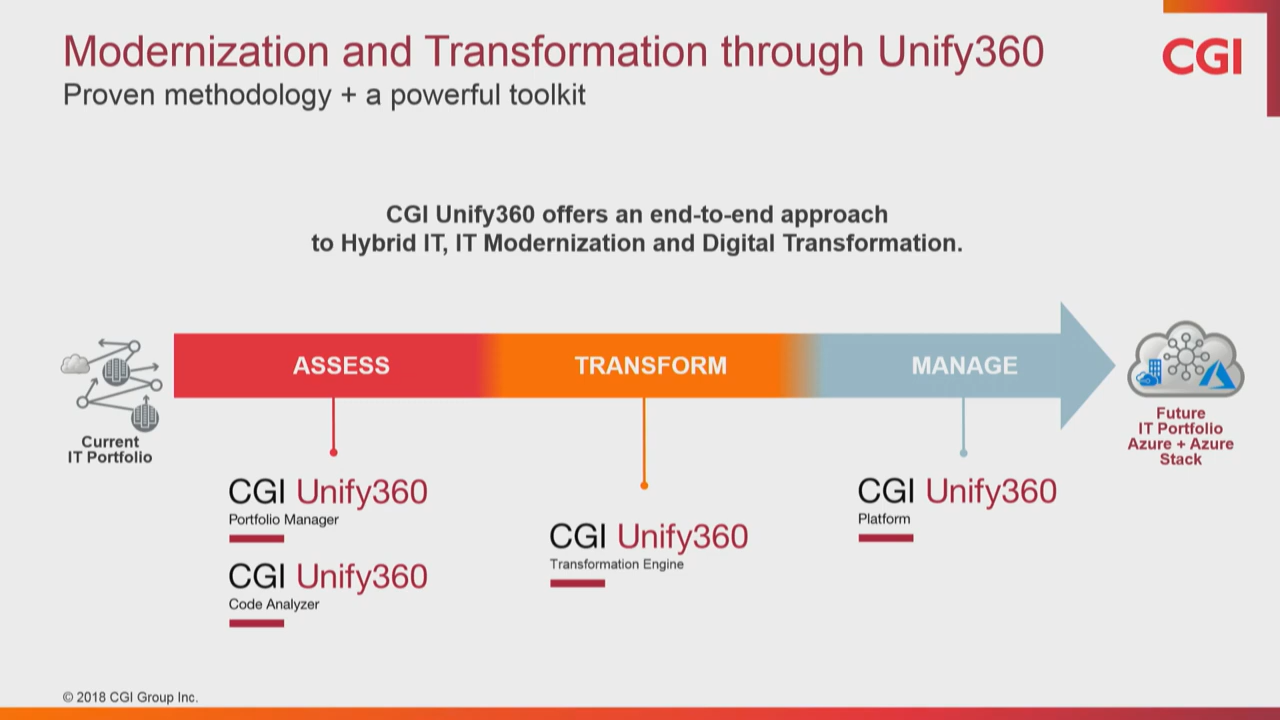 Modernization and Transformation through Unify360
CGI
Proven methodology + a powerful toolkit
CGI Unify360 offers an end-to-end approach
to Hybrid IT, IT Modernization and Digital Transformation.
ASSESS
TRANSFORM
MANAGE
Current
IT Portfolio
Future
IT Portfolio
Azure + Azure
Stack
CGI Unify360
Portfolio Manager
CGI Unify360
Code Analyzer
CGI Unify360
Transformation Engine
CGI Unify360
Platform
© 2018 CGI Group Inc.